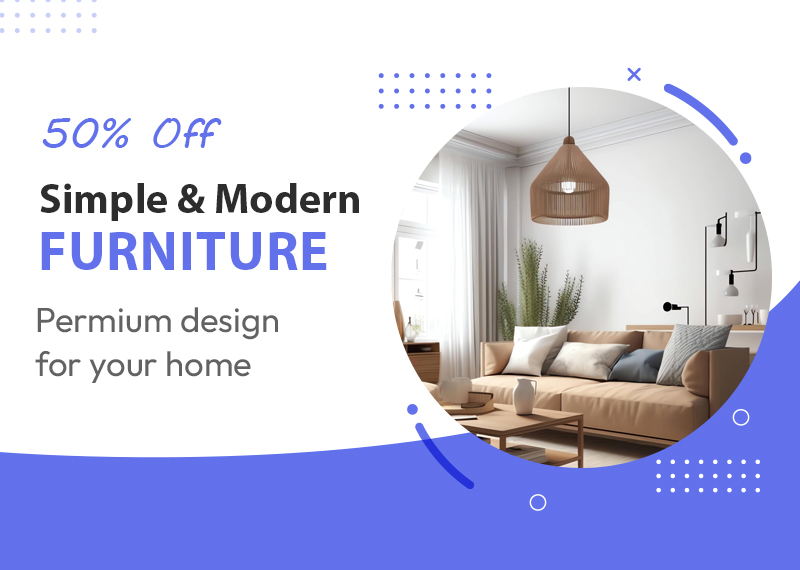 50% Off
Simple & Modern
FURNITURE
Permium design
for your home